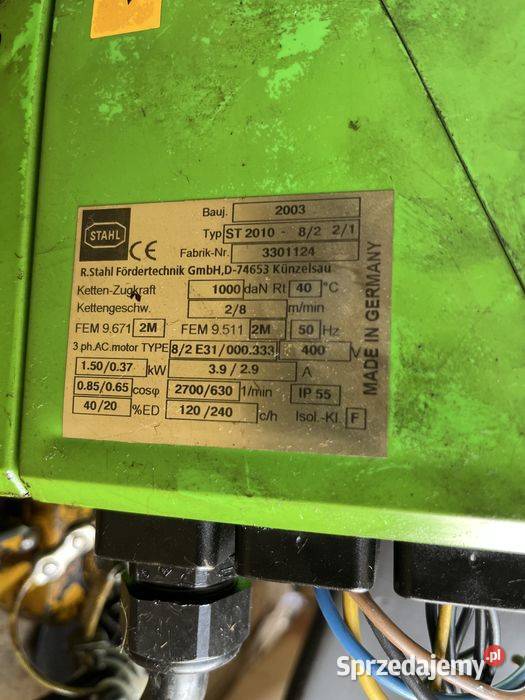 STAHL
CE
Bauj. 2003
Typ ST 2010 - 8/2 2/1
Fabrik-Nr. 3301124
R.Stahl Fördertechnik GmbH,D-74653 Künzelsau
Ketten-Zugkraft 1000 daN Rt 40 °C
Kettengeschw. 2/8 m/min
FEM 9.671 2M FEM 9.511 2M 50 Hz
3 ph.AC.motor TYPE 8/2 E31/000.333 400 V
1.50/0.37 kW 3.9/2.9 A
0.85/0.65 cosφ 2700/630 1/min IP 55
40/20 %ED 120/240 c/h Isol.-Kl. F
MADE IN GERMANY
Sprzedajemy.pl